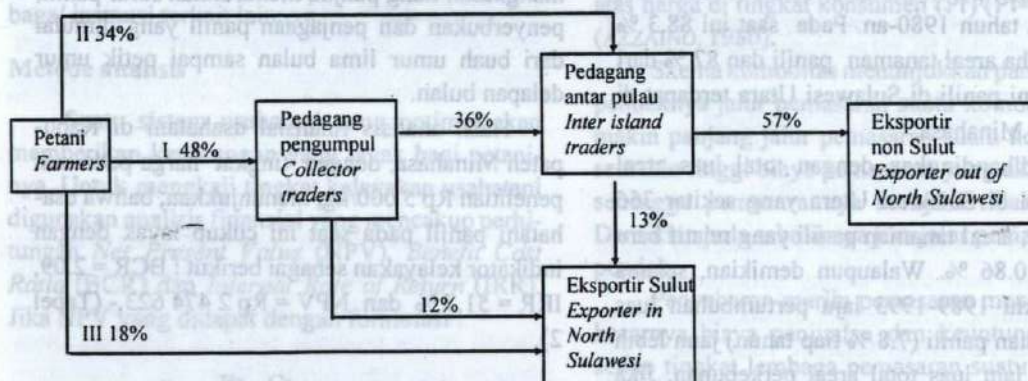 II 34%
Petani
Farmers
I 48%
Pedagang
pengumpul
Collector
traders
36%
Pedagang
antar pulau
Inter island
traders
57%
Eksportir
non Sulut
Exporter out of
North Sulawesi
13%
12%
III 18%
Eksportir Sulut
Exporter in
North
Sulawesi